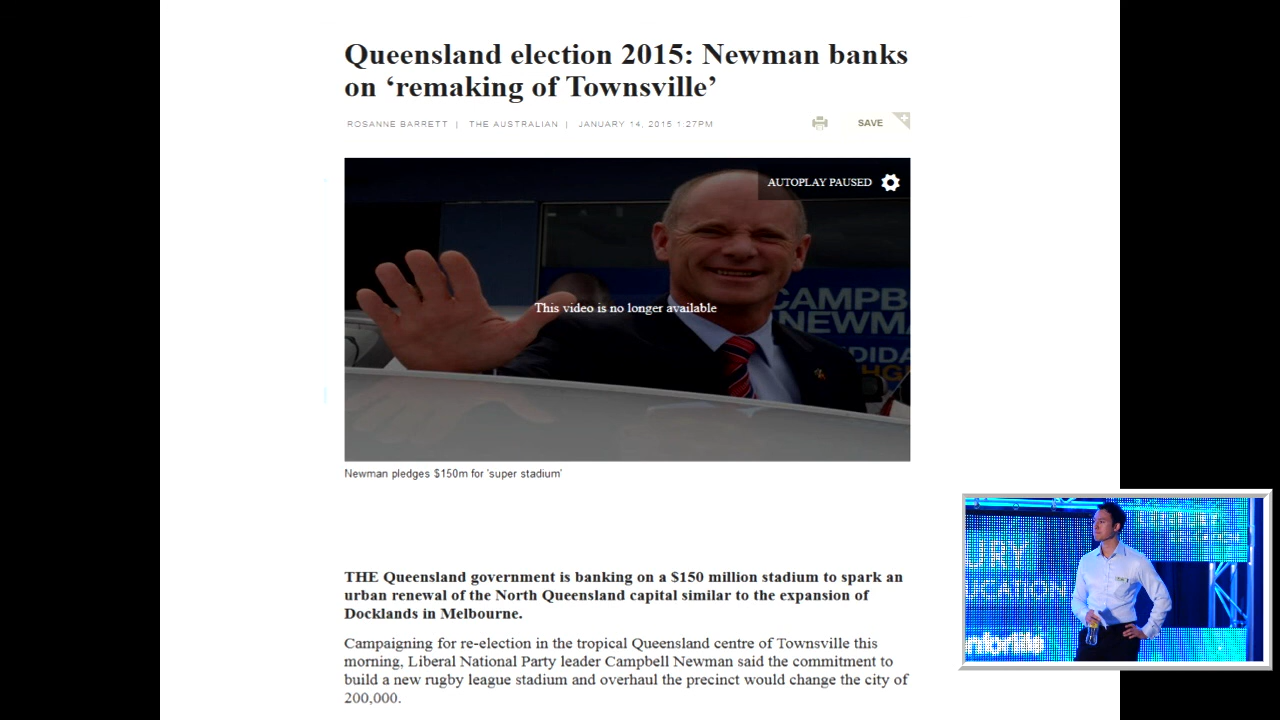 Queensland election 2015: Newman banks
on ‘remaking of Townsville’
ROSANNE BARRETT | THE AUSTRALIAN | JANUARY 14, 2015 1:27PM
SAVE
AUTOPLAY PAUSED
This video is no longer available
CAMPB
NEWMA
DIDA
Newman pledges $150m for 'super stadium'
THE Queensland government is banking on a $150 million stadium to spark an
urban renewal of the North Queensland capital similar to the expansion of
Docklands in Melbourne.
Campaigning for re-election in the tropical Queensland centre of Townsville this
morning, Liberal National Party leader Campbell Newman said the commitment to
build a new rugby league stadium and overhaul the precinct would change the city of
200,000.
URY
UCATION